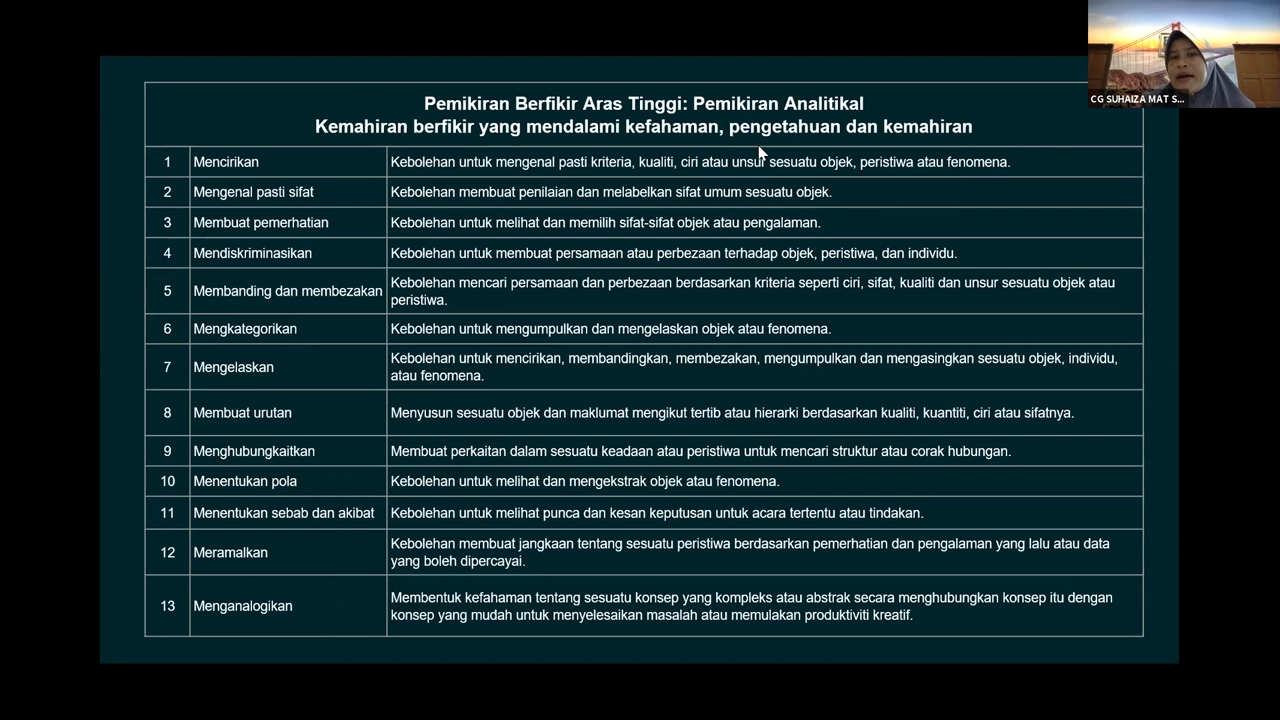 CG SUHAIZA MAT S...
Pemikiran Berfikir Aras Tinggi: Pemikiran Analitikal
Kemahiran berfikir yang mendalami kefahaman, pengetahuan dan kemahiran
1 Mencirikan Kebolehan untuk mengenal pasti kriteria, kualiti, ciri atau unsur sesuatu objek, peristiwa atau fenomena.
2 Mengenal pasti sifat Kebolehan membuat penilaian dan melabelkan sifat umum sesuatu objek.
3 Membuat pemerhatian Kebolehan untuk melihat dan memilih sifat-sifat objek atau pengalaman.
4 Mendiskriminasikan Kebolehan untuk membuat persamaan atau perbezaan terhadap objek, peristiwa, dan individu.
5 Membanding dan membezakan Kebolehan mencari persamaan dan perbezaan berdasarkan kriteria seperti ciri, sifat, kualiti dan unsur sesuatu objek atau
peristiwa.
6 Mengkategorikan Kebolehan untuk mengumpulkan dan mengelaskan objek atau fenomena.
7 Mengelaskan Kebolehan untuk mencirikan, membandingkan, membezakan, mengumpulkan dan mengasingkan sesuatu objek, individu,
atau fenomena.
8 Membuat urutan Menyusun sesuatu objek dan maklumat mengikut tertib atau hierarki berdasarkan kualiti, kuantiti, ciri atau sifatnya.
9 Menghubungkaitkan Membuat perkaitan dalam sesuatu keadaan atau peristiwa untuk mencari struktur atau corak hubungan.
10 Menentukan pola Kebolehan untuk melihat dan mengekstrak objek atau fenomena.
11 Menentukan sebab dan akibat Kebolehan untuk melihat punca dan kesan keputusan untuk acara tertentu atau tindakan.
12 Meramalkan Kebolehan membuat jangkaan tentang sesuatu peristiwa berdasarkan pemerhatian dan pengalaman yang lalu atau data
yang boleh dipercayai.
13 Menganalogikan Membentuk kefahaman tentang sesuatu konsep yang kompleks atau abstrak secara menghubungkan konsep itu dengan
konsep yang mudah untuk menyelesaikan masalah atau memulakan produktiviti kreatif.